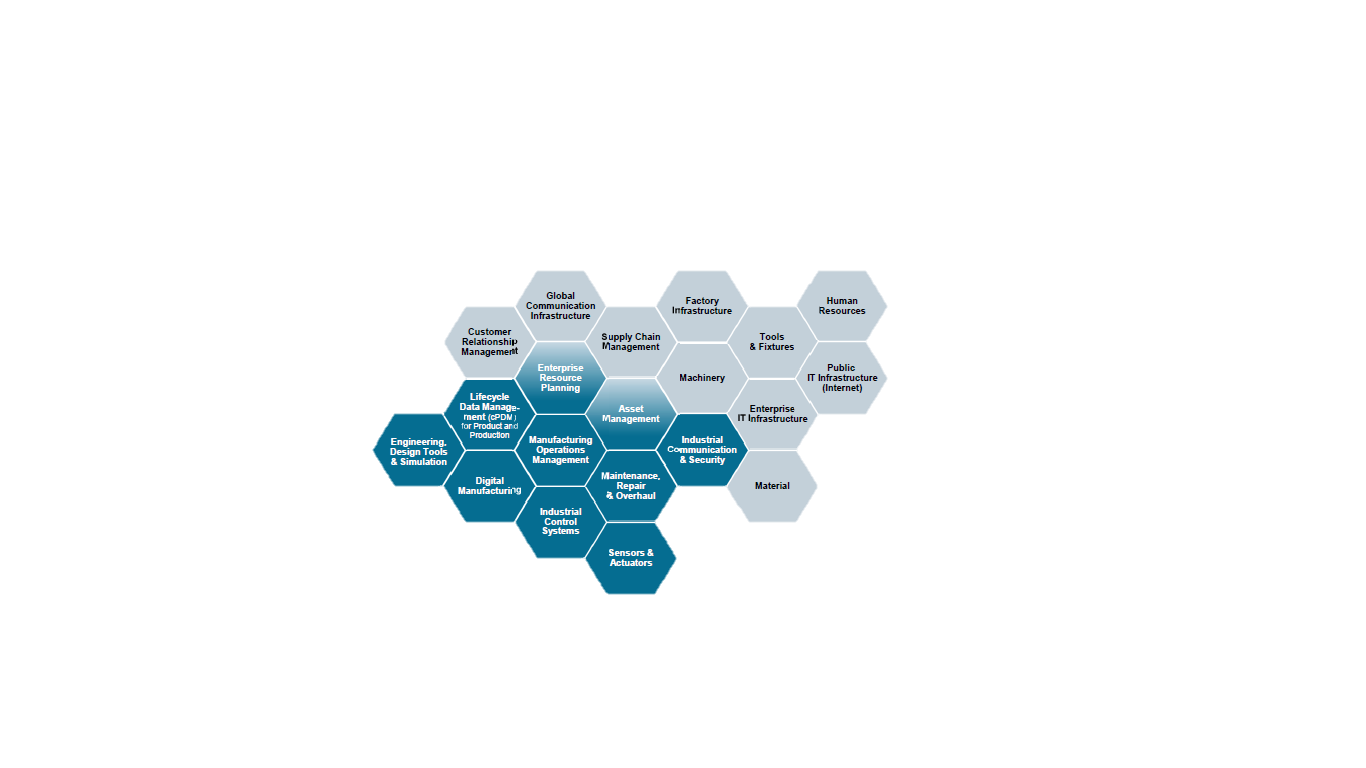 Global
Communication
Infrastructure
Factory
Infrastructure
Human
Resources
Customer
Relationship
Management
Supply Chain
Management
Tools
& Fixtures
Enterprise
Resource
Planning
Machinery
Public
IT Infrastructure
(Internet)
Lifecycle
Data Manage-
ment (cPDM)
for Product and
Production
Asset
Management
Enterprise
IT Infrastructure
Engineering,
Design Tools
& Simulation
Manufacturing
Operations
Management
Industrial
Communication
& Security
Digital
Manufacturing
Maintenance,
Repair
& Overhaul
Material
Industrial
Control
Systems
Sensors &
Actuators